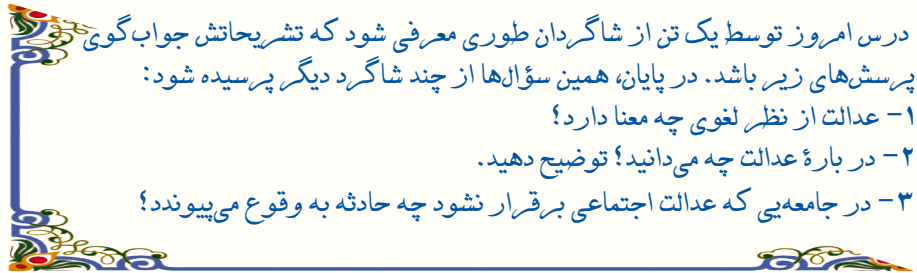 درس امروز توسط یک تن از شاگردان طوری معرفی شود که تشریحاتش جواب‌گوی
پرسش‌های زیر باشد. در پایان، همین سؤال‌ها از چند شاگرد دیگر پرسیده شود:
۱- عدالت از نظر لغوی چه معنا دارد؟
۲- در بارۀ عدالت چه می‌دانید؟ توضیح دهید.
۳- در جامعه‌یی که عدالت اجتماعی برقرار نشود چه حادثه به وقوع می‌پیوندد؟